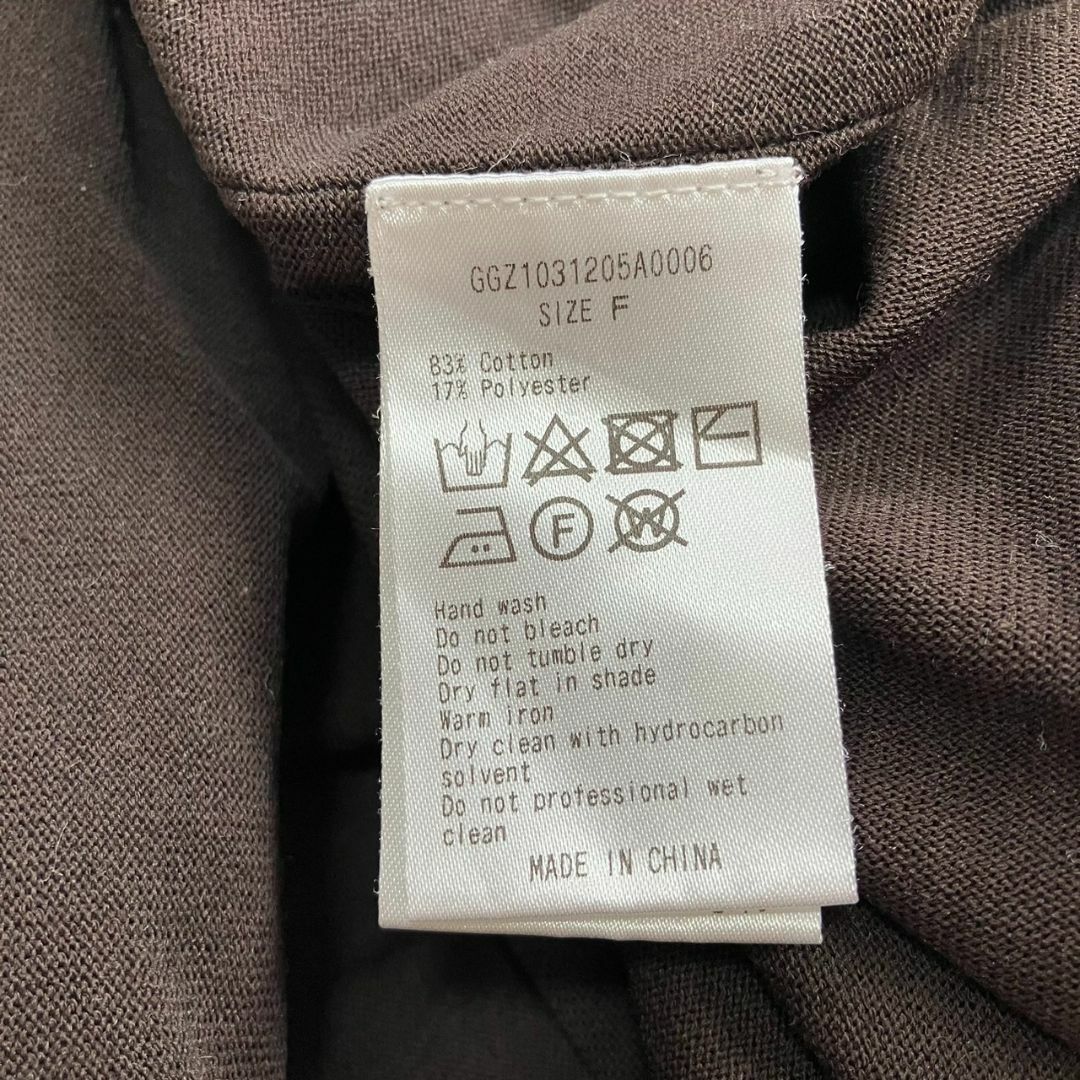 GGZ1031205A0006
SIZE F
83% Cotton
17% Polyester
F W
Hand wash
Do not bleach
Do not tumble dry
Dry flat in shade
Warm iron
Dry clean with hydrocarbon
solvent
Do not professional wet
clean
MADE IN CHINA